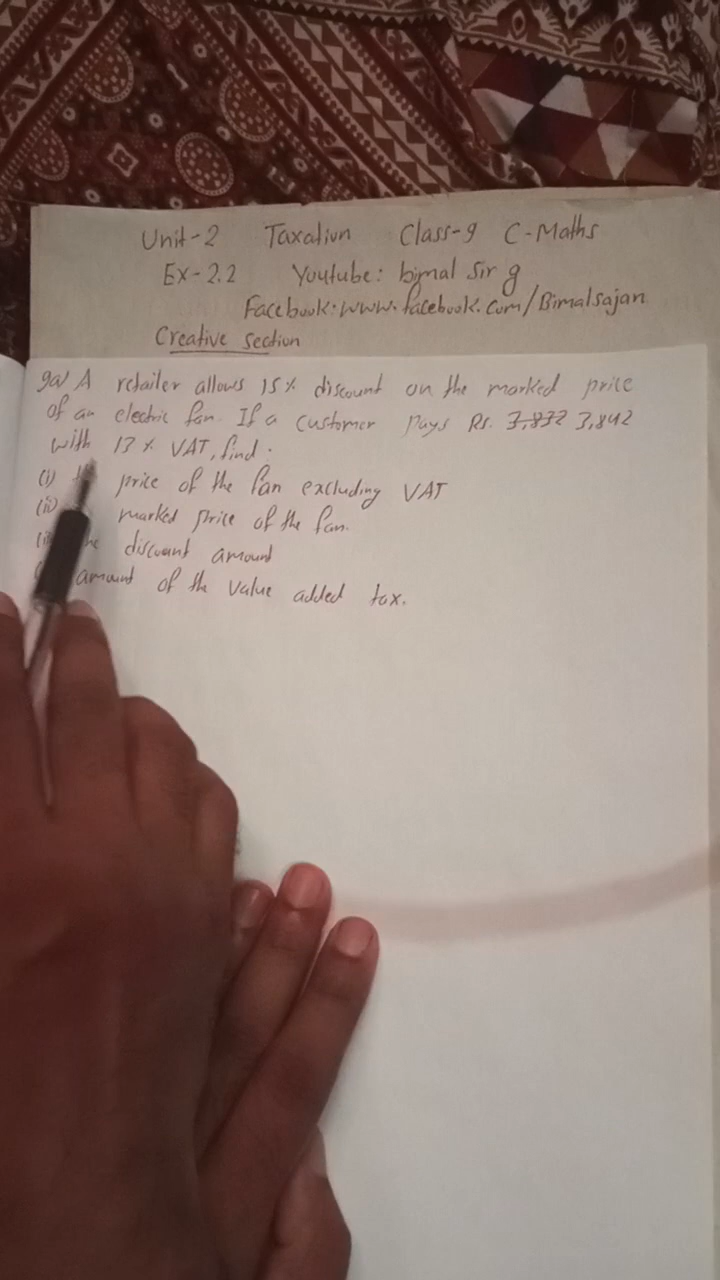 Unit-2 Taxation Class-9 C-Maths
Ex-2.2 Youtube: bimal sir g
Facebook:www.facebook.com/Bimalsajan
Creative section
9a) A retailer allows 15% discount on the marked price
of an electric fan. If a customer pays Rs. 3,842
with 13% VAT, find.
(i) price of the fan excluding VAT
(ii) marked price of the fan.
discount amount
amount of the value added tax.